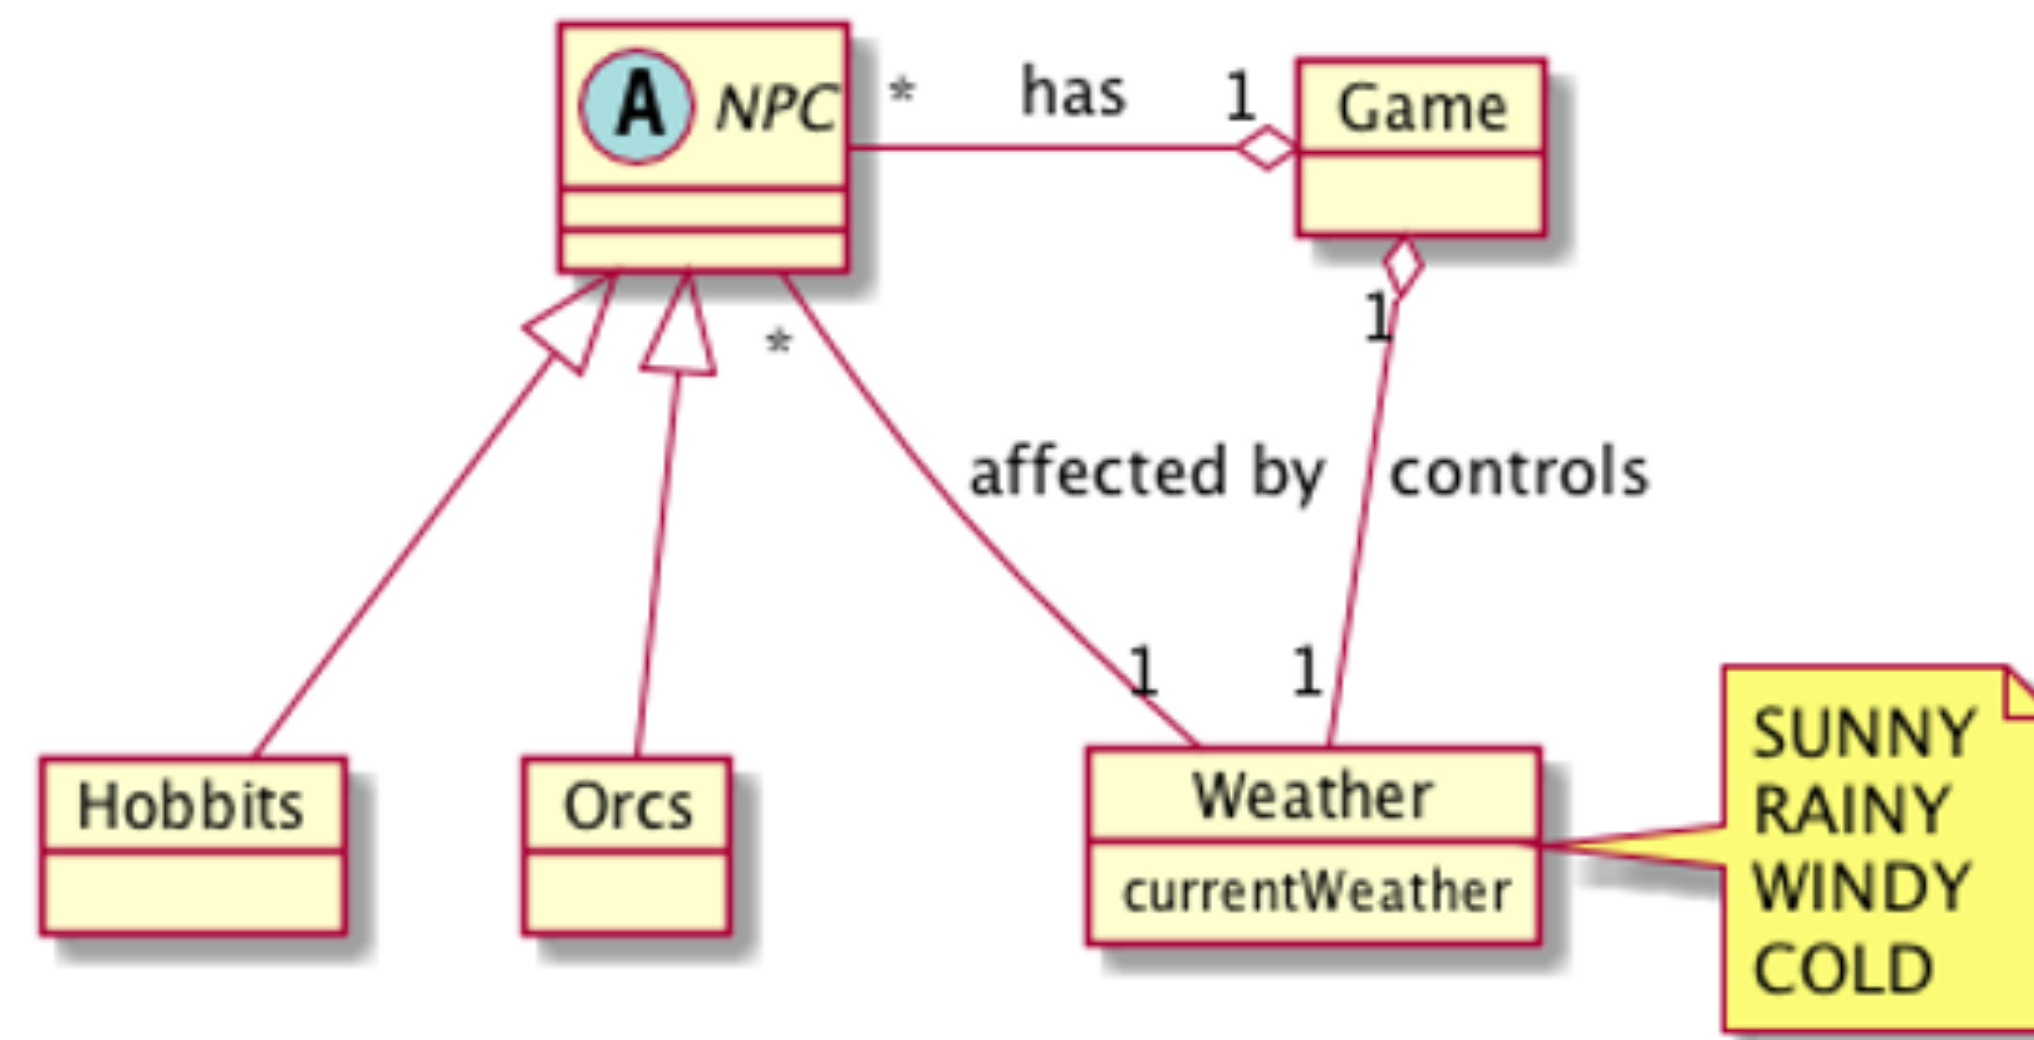 A NPC
* has 1
Game
*
1
affected by
controls
1
1
Hobbits
Orcs
Weather
currentWeather
SUNNY
RAINY
WINDY
COLD